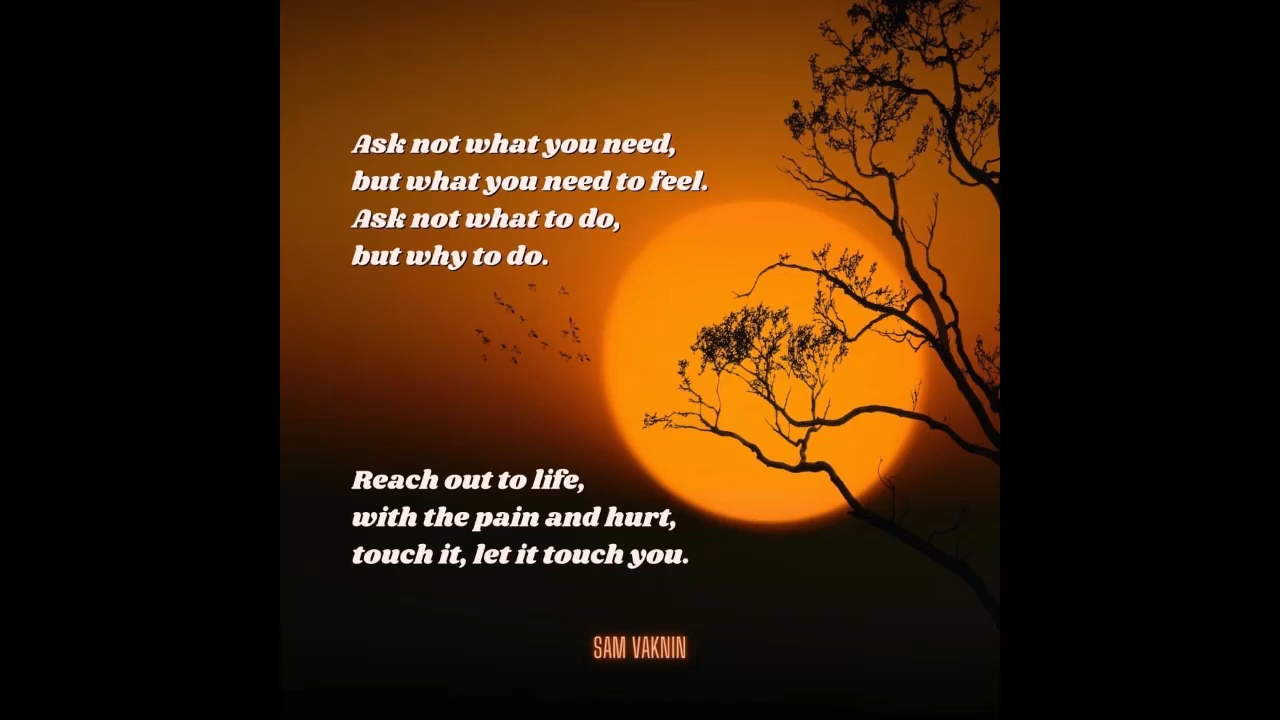 Ask not what you need,
but what you need to feel.
Ask not what to do,
but why to do.
Reach out to life,
with the pain and hurt,
touch it, let it touch you.
SAM VAKNIN